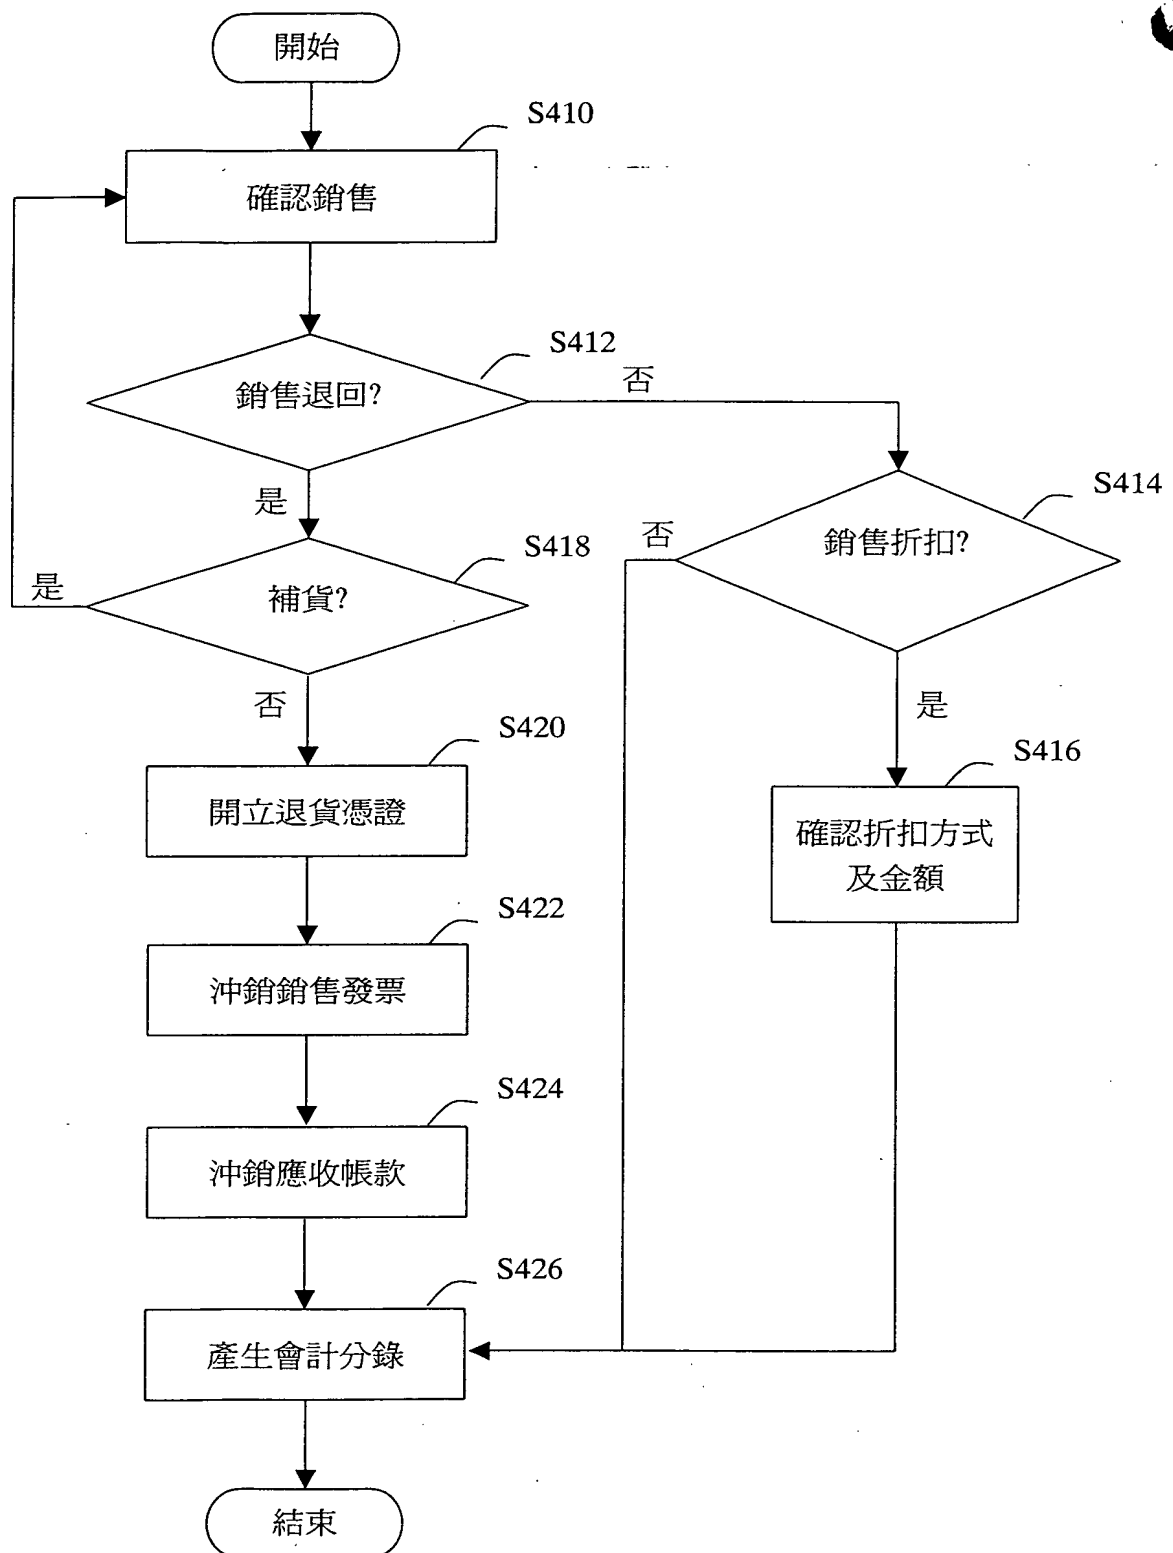 開始
S410
確認銷售
S412
銷售退回?
否
是
S414
銷售折扣?
否
S418
補貨?
是
是
否
S416
確認折扣方式
及金額
S420
開立退貨憑證
S422
沖銷銷售發票
S424
沖銷應收帳款
S426
產生會計分錄
結束